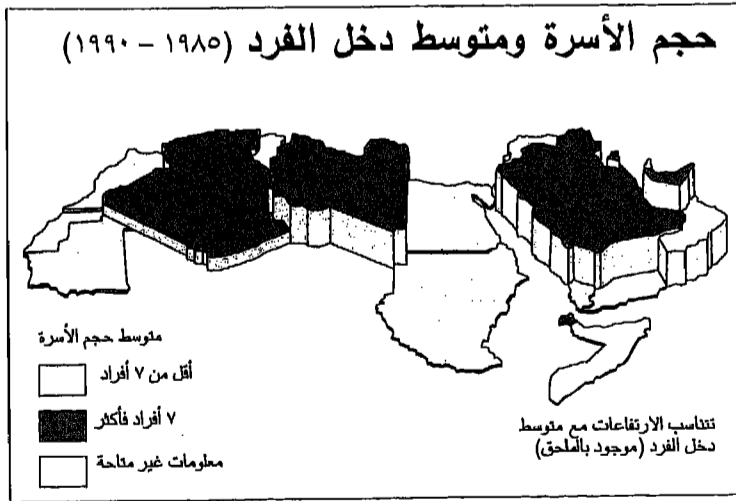 حجم الأسرة ومتوسط دخل الفرد (١٩٨٥ - ١٩٩٠)
متوسط حجم الأسرة
أقل من ٧ أفراد
٧ أفراد فأكثر
معلومات غير متاحة
تتناسب الارتفاعات مع متوسط
دخل الفرد (موجود بالملحق)